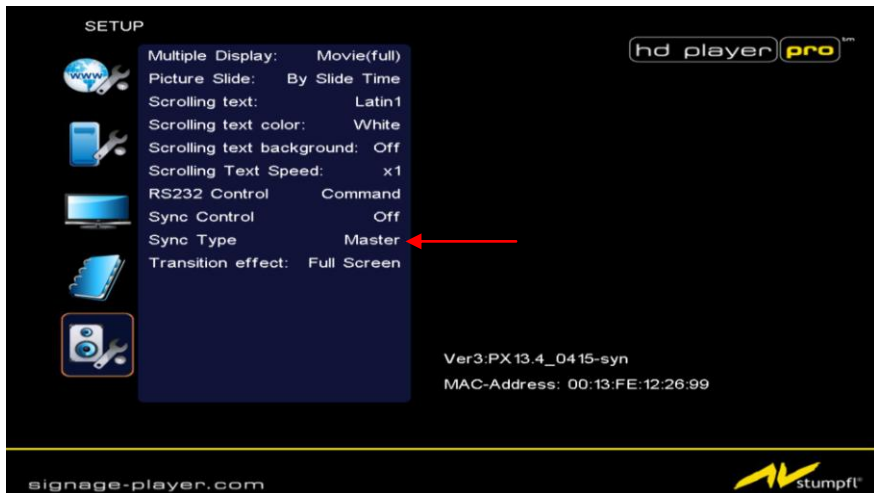 SETUP
hd player pro sm
www
Multiple Display: Movie(full)
Picture Slide: By Slide Time
Scrolling text: Latin1
Scrolling text color: White
Scrolling text background: Off
Scrolling Text Speed: x1
RS232 Control Command
Sync Control Off
Sync Type Master
Transition effect: Full Screen
Ver3:PX13.4_0415-syn
MAC-Address: 00:13:FE:12:26:99
signage-player.com
AV stumpfl®